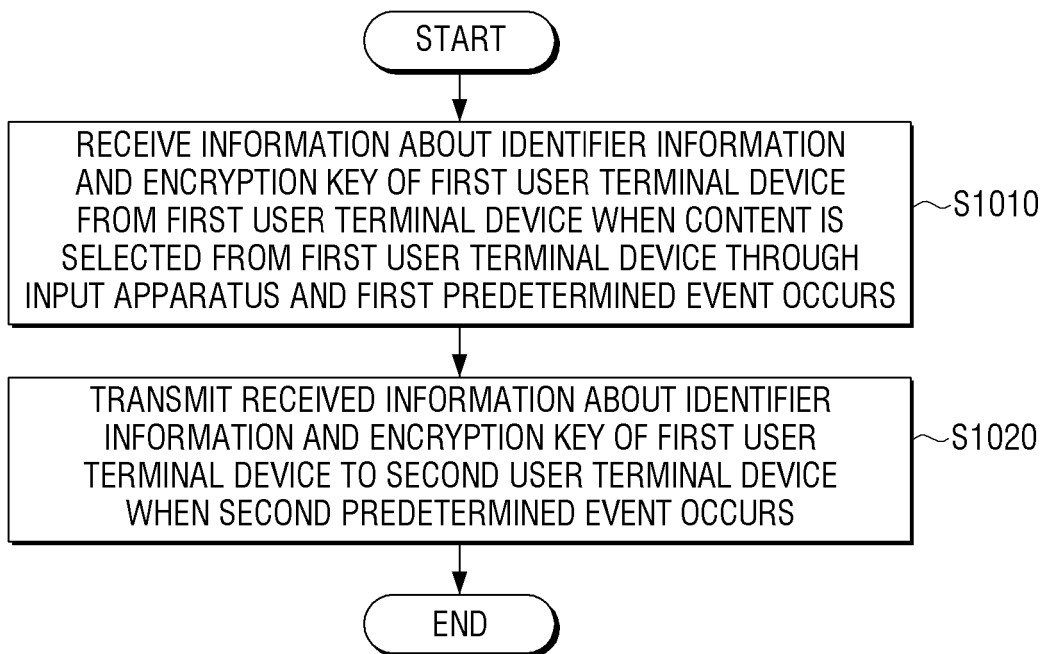 START
RECEIVE INFORMATION ABOUT IDENTIFIER INFORMATION
AND ENCRYPTION KEY OF FIRST USER TERMINAL DEVICE
FROM FIRST USER TERMINAL DEVICE WHEN CONTENT IS
SELECTED FROM FIRST USER TERMINAL DEVICE THROUGH
INPUT APPARATUS AND FIRST PREDETERMINED EVENT OCCURS
S1010
TRANSMIT RECEIVED INFORMATION ABOUT IDENTIFIER
INFORMATION AND ENCRYPTION KEY OF FIRST USER
TERMINAL DEVICE TO SECOND USER TERMINAL DEVICE
WHEN SECOND PREDETERMINED EVENT OCCURS
S1020
END